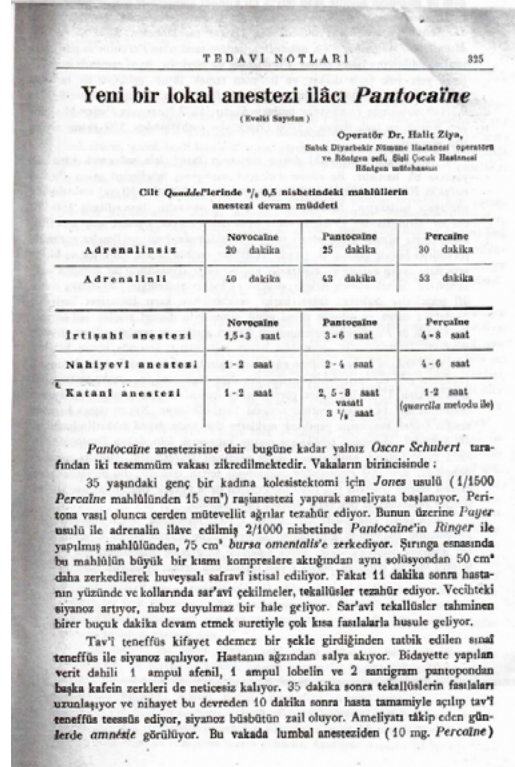 TEDAVİ NOTLARI 325
Yeni bir lokal anestezi ilâcı Pantocaïne
( Evelki Sayıdan )
Operatör Dr. Halit Ziya,
Sabık Diyarbekir Nümune Hastanesi operatörü
ve Röntgen şefi, Şişli Çocuk Hastanesi
Röntgen mütehassısı
Cilt Quaddel'lerinde º/₀ 0,5 nisbetindeki mahlûllerin
anestezi devam müddeti
Novocaïne Pantocaïne Percaïne
Adrenalinsiz 20 dakika 25 dakika 30 dakika
Adrenalinli 40 dakika 43 dakika 53 dakika
Novocaïne Pantocaïne Percaïne
İrtişahi anestezi 1,5-3 saat 3-6 saat 4-8 saat
Nahiyevî anestezi 1-2 saat 2-4 saat 4-6 saat
Katanî anestezi 1-2 saat 2, 5-8 saat 1-2 saat
vasati (quarella metodu ile)
3 ½ saat
Pantocaïne anestezisine dair bugüne kadar yalnız Oscar Schubert tara-
fından iki tesemmüm vakası zikredilmektedir. Vakaların birincisinde :
35 yaşındaki genç bir kadına kolesistektomi için Jones usulü (1/1500
Percaïne mahlûlünden 15 cm³) raşianestezi yaparak ameliyata başlanıyor. Peri-
tona vasıl olunca cerden mütevellit ağrılar tezahür ediyor. Bunun üzerine Payer
usulü ile adrenalin ilâve edilmiş 2/1000 nisbetinde Pantocaïne'in Ringer ile
yapılmış mahlûlünden, 75 cm³ bursa omentalis'e zerkediyor. Şırınga esnasında
bu mahlûlün büyük bir kısmı kompreslere aktığından aynı solüsyondan 50 cm³
daha zerkedilerek huveysalı safravî istisal ediliyor. Fakat 11 dakika sonra hasta-
nın yüzünde ve kollarında sar'avî çekilmeler, tekallüsler tezahür ediyor. Vecihteki
siyanoz artıyor, nabız duyulmaz bir hale geliyor. Sar'avî tekallüsler tahminen
birer buçuk dakika devam etmek suretiyle çok kısa fasılalarla husule geliyor.
Tav'î teneffüs kifayet edemez bir şekle girdiğinden tatbik edilen sınaî
teneffüs ile siyanoz açılıyor. Hastanın ağzından salya akıyor. Bidayette yapılan
verit dahili 1 ampul afenil, 1 ampul lobelin ve 2 santigram pantopondan
başka kafein zerkleri de neticesiz kalıyor. 35 dakika sonra tekallüslerin fasılaları
uzunlaşıyor ve nihayet bu devreden 10 dakika sonra hasta tamamiyle açılıp tav'î
teneffüs teessüs ediyor, siyanoz büsbütün zail oluyor. Ameliyatı tâkip eden gün-
lerde amnésie görülüyor. Bu vakada lumbal anesteziden (10 mg. Percaïne)